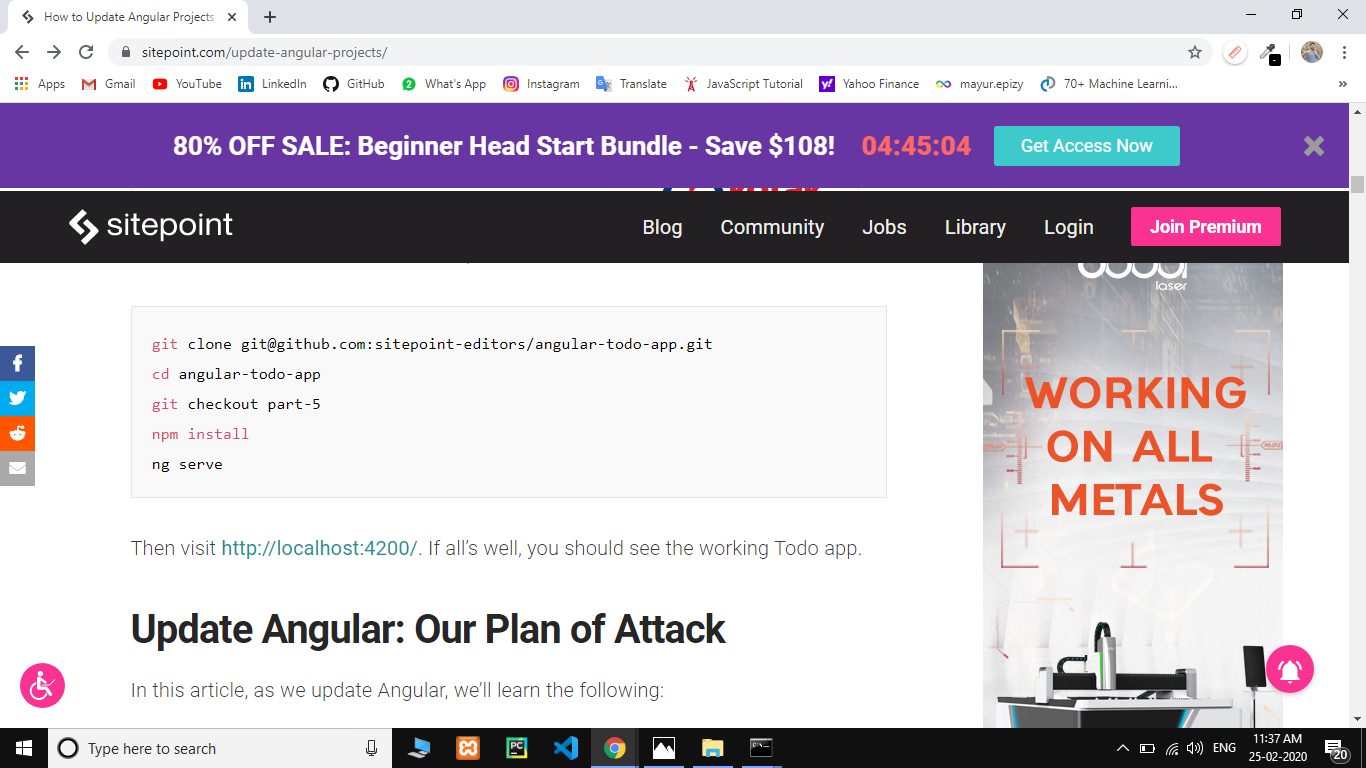 How to Update Angular Projects
sitepoint.com/update-angular-projects/
Apps Gmail YouTube LinkedIn GitHub 2 What's App Instagram Translate JavaScript Tutorial Yahoo Finance mayur.epizy 70+ Machine Learni... »
80% OFF SALE: Beginner Head Start Bundle - Save $108! 04:45:04 Get Access Now
sitepoint Blog Community Jobs Library Login Join Premium
laser
git clone git@github.com:sitepoint-editors/angular-todo-app.git
cd angular-todo-app
git checkout part-5
npm install
ng serve
WORKING
ON ALL
METALS
Then visit http://localhost:4200/. If all’s well, you should see the working Todo app.
Update Angular: Our Plan of Attack
In this article, as we update Angular, we’ll learn the following:
Type here to search
ENG
11:37 AM
25-02-2020
20